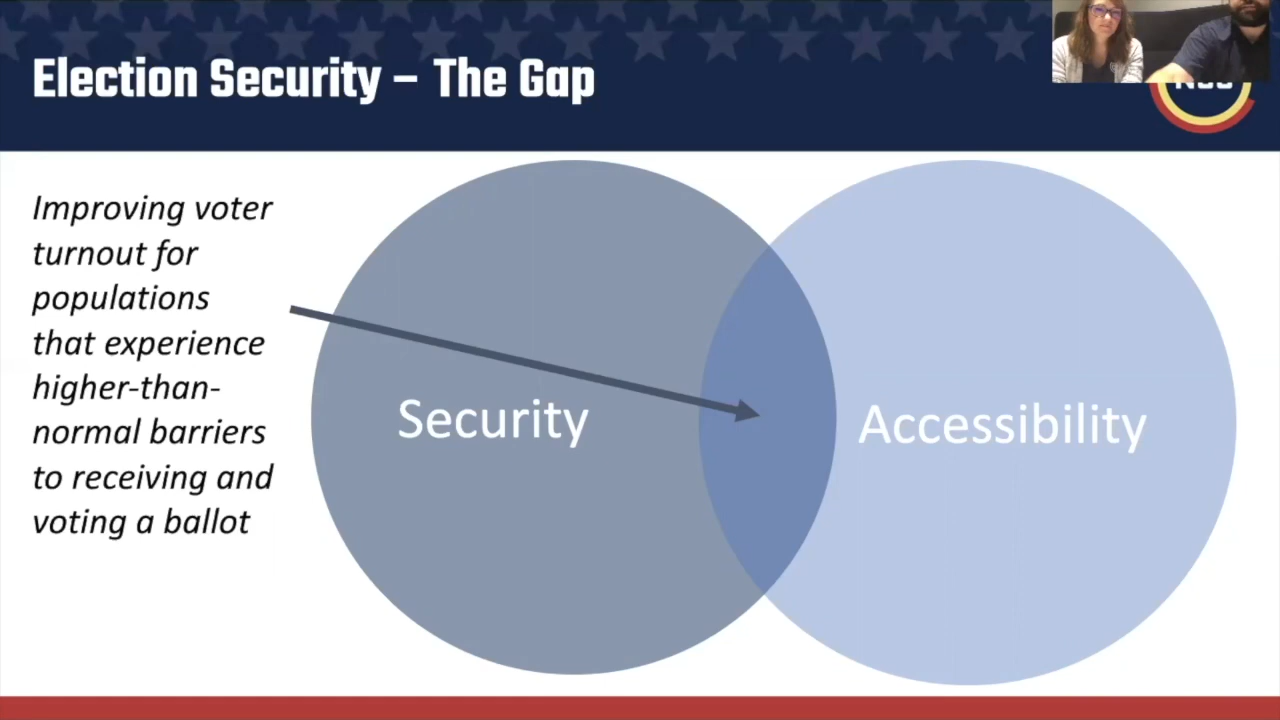 Election Security – The Gap
Improving voter
turnout for
populations
that experience
higher-than-
normal barriers
to receiving and
voting a ballot
Security
Accessibility